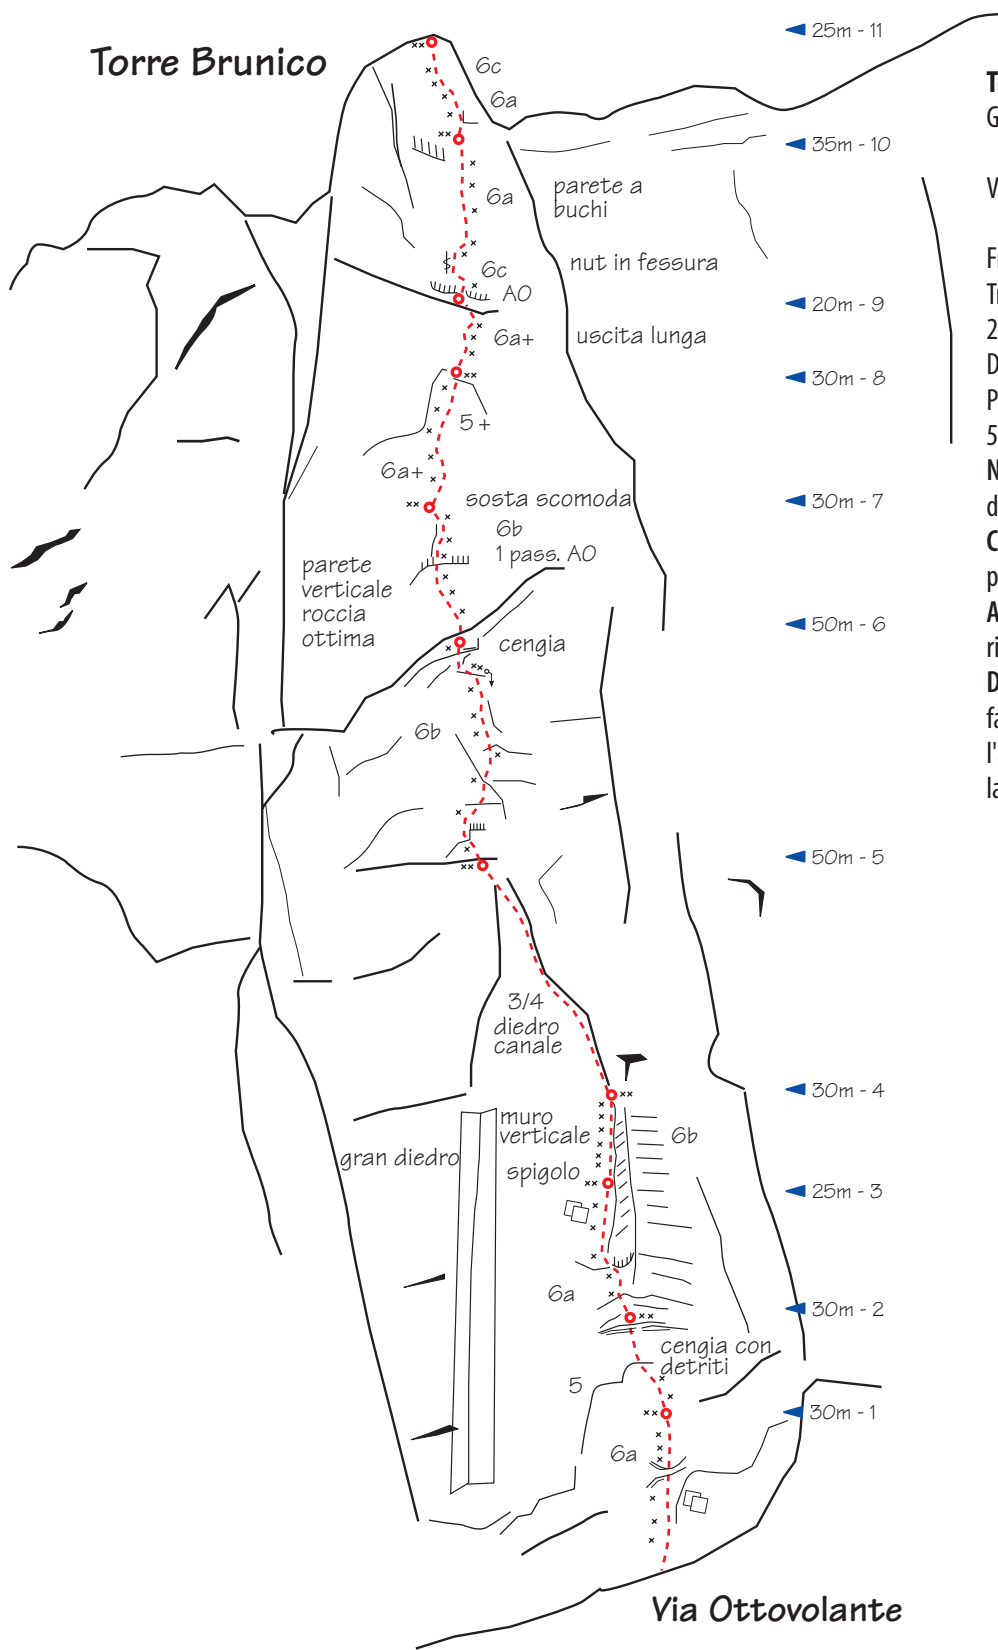 Torre Brunico
25m - 11
6c
6a
35m - 10
6a
parete a
buchi
nut in fessura
6c
A0
20m - 9
6a+
uscita lunga
30m - 8
5+
6a+
sosta scomoda
30m - 7
6b
1 pass. A0
parete
verticale
roccia
ottima
50m - 6
cengia
6b
50m - 5
3/4
diedro
canale
30m - 4
muro
verticale
6b
gran diedro
spigolo
25m - 3
6a
30m - 2
cengia con
detriti
5
30m - 1
6a
Via Ottovolante